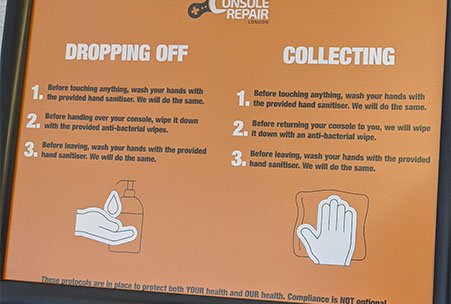 CONSOLE
REPAIR
LONDON
DROPPING OFF
1. Before touching anything, wash your hands with
the provided hand sanitiser. We will do the same.
2. Before handing over your console, wipe it down
with the provided anti-bacterial wipes.
3. Before leaving, wash your hands with the provided
hand sanitiser. We will do the same.
COLLECTING
1. Before touching anything, wash your hands with
the provided hand sanitiser. We will do the same.
2. Before returning your console to you, we will wipe
it down with an anti-bacterial wipe.
3. Before leaving, wash your hands with the provided
hand sanitiser. We will do the same.
These protocols are in place to protect both YOUR health and OUR health. Compliance is NOT optional